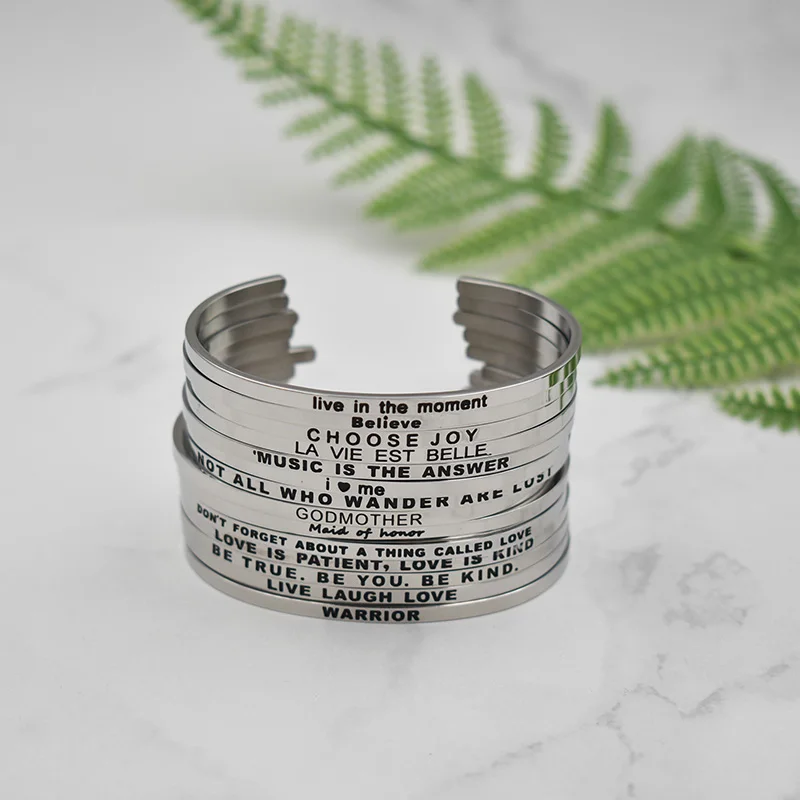 live in the moment
Believe
CHOOSE JOY
LA VIE EST BELLE.
'MUSIC IS THE ANSWER
i ♥ me
NOT ALL WHO WANDER ARE LOST
GODMOTHER
Maid of honor
DON'T FORGET ABOUT A THING CALLED LOVE
LOVE IS PATIENT, LOVE IS KIND
BE TRUE. BE YOU. BE KIND.
LIVE LAUGH LOVE
WARRIOR